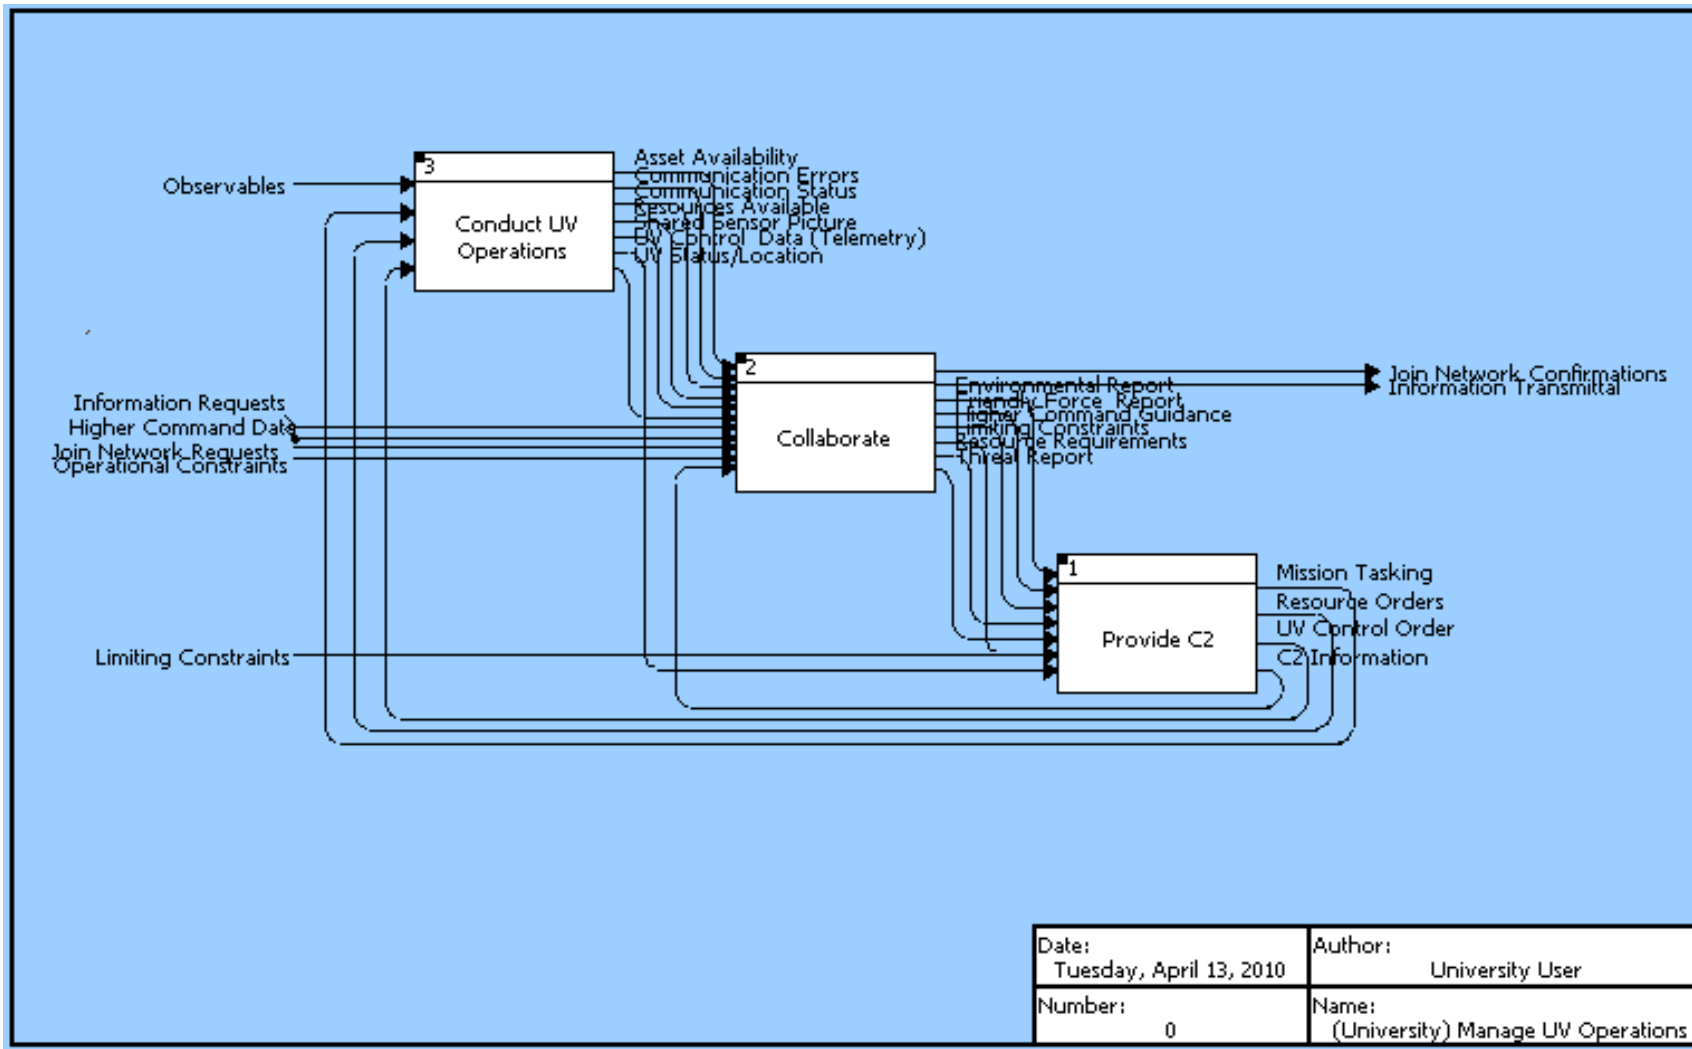 3
Conduct UV
Operations
Observables
Asset Availability
Communication Errors
Communication Status
Resources Available
Shared Sensor Picture
UV Control Data (Telemetry)
UV Status/Location
2
Collaborate
Information Requests
Higher Command Data
Join Network Requests
Operational Constraints
Join Network Confirmations
Information Transmittal
Environmental Report
Friendly Force Report
Higher Command Guidance
Limiting Constraints
Resource Requirements
Threat Report
1
Provide C2
Limiting Constraints
Mission Tasking
Resource Orders
UV Control Order
C2 Information
Date:
Tuesday, April 13, 2010
Author:
University User
Number:
0
Name:
(University) Manage UV Operations